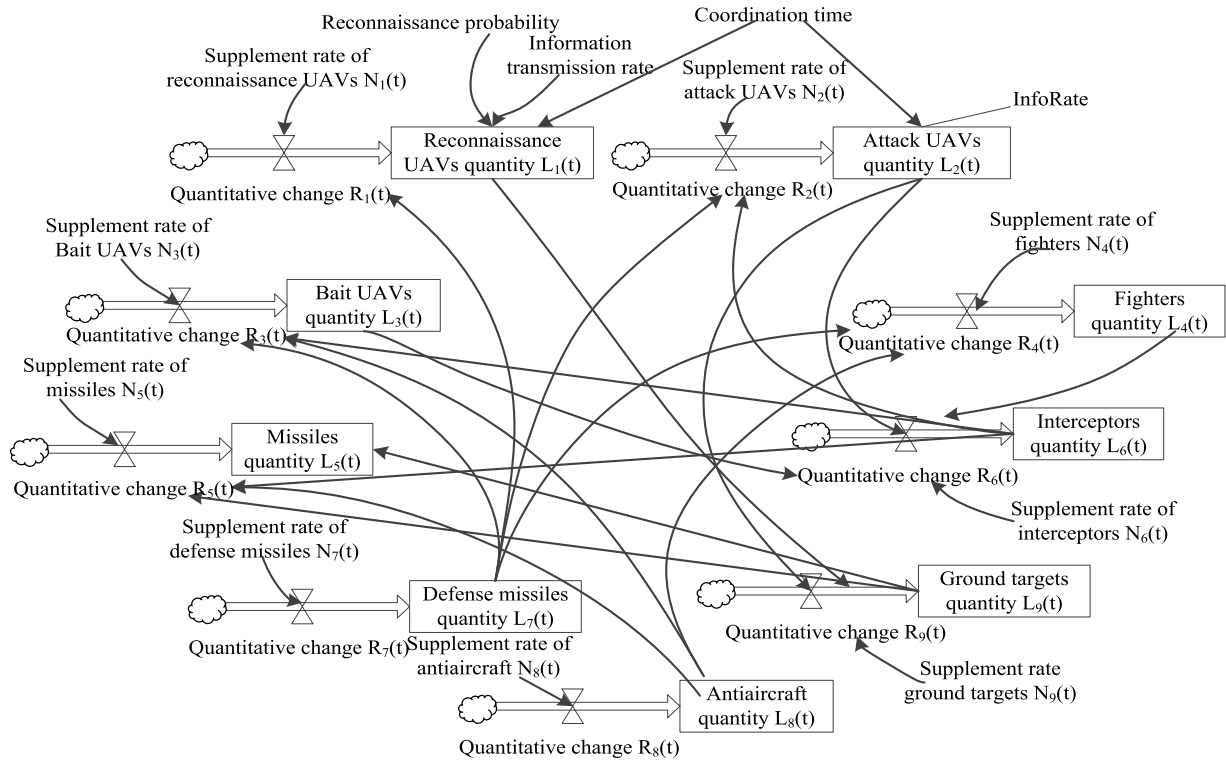 Reconnaissance probability
Coordination time
Information
transmission rate
Supplement rate of
reconnaissance UAVs N₁(t)
Supplement rate of
attack UAVs N₂(t)
InfoRate
Reconnaissance
UAVs quantity L₁(t)
Attack UAVs
quantity L₂(t)
Quantitative change R₁(t)
Quantitative change R₂(t)
Supplement rate of
Bait UAVs N₃(t)
Supplement rate of
fighters N₄(t)
Bait UAVs
quantity L₃(t)
Fighters
quantity L₄(t)
Quantitative change R₃(t)
Quantitative change R₄(t)
Supplement rate of
missiles N₅(t)
Missiles
quantity L₅(t)
Interceptors
quantity L₆(t)
Quantitative change R₅(t)
Quantitative change R₆(t)
Supplement rate of
defense missiles N₇(t)
Supplement rate of
interceptors N₆(t)
Defense missiles
quantity L₇(t)
Ground targets
quantity L₉(t)
Quantitative change R₇(t)
Quantitative change R₉(t)
Supplement rate of
antiaircraft N₈(t)
Supplement rate
ground targets N₉(t)
Antiaircraft
quantity L₈(t)
Quantitative change R₈(t)